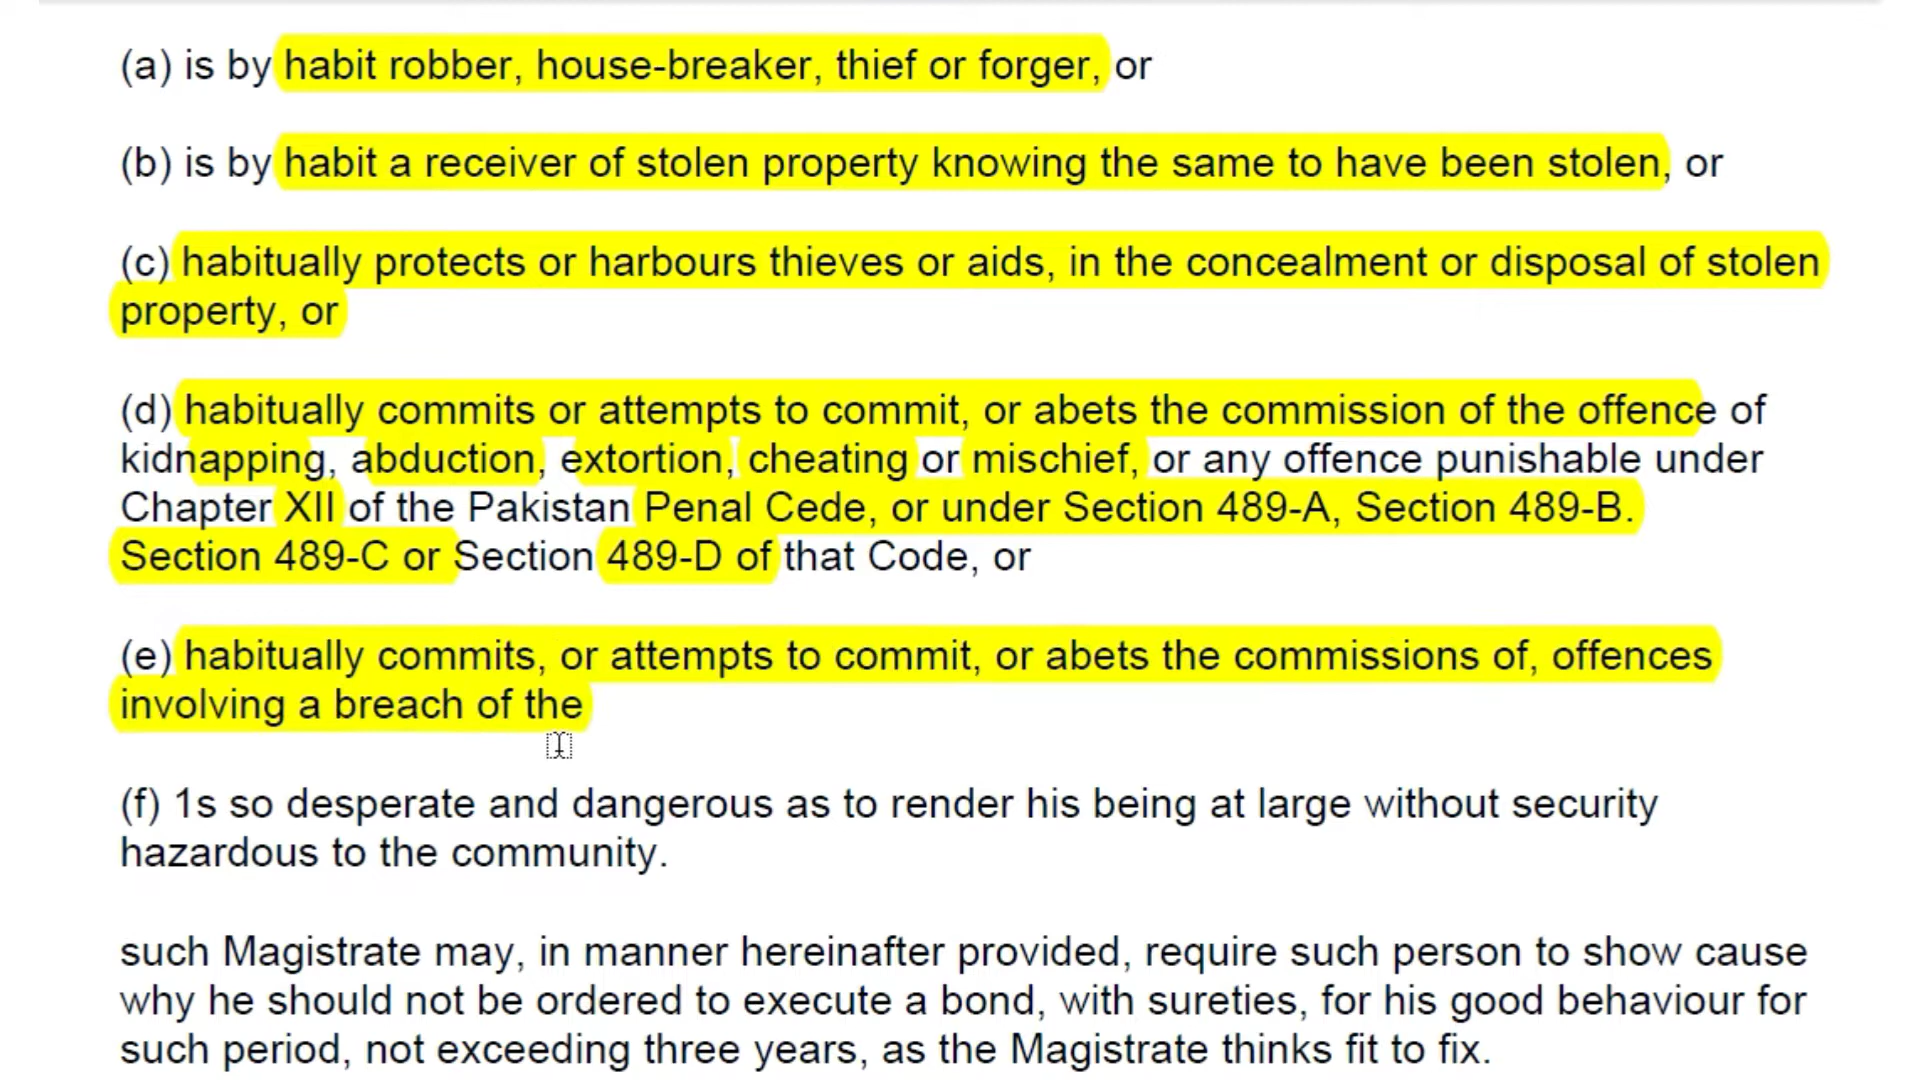 (a) is by habit robber, house-breaker, thief or forger, or
(b) is by habit a receiver of stolen property knowing the same to have been stolen, or
(c) habitually protects or harbours thieves or aids, in the concealment or disposal of stolen
property, or
(d) habitually commits or attempts to commit, or abets the commission of the offence of
kidnapping, abduction, extortion, cheating or mischief, or any offence punishable under
Chapter XII of the Pakistan Penal Cede, or under Section 489-A, Section 489-B.
Section 489-C or Section 489-D of that Code, or
(e) habitually commits, or attempts to commit, or abets the commissions of, offences
involving a breach of the
(f) 1s so desperate and dangerous as to render his being at large without security
hazardous to the community.
such Magistrate may, in manner hereinafter provided, require such person to show cause
why he should not be ordered to execute a bond, with sureties, for his good behaviour for
such period, not exceeding three years, as the Magistrate thinks fit to fix.